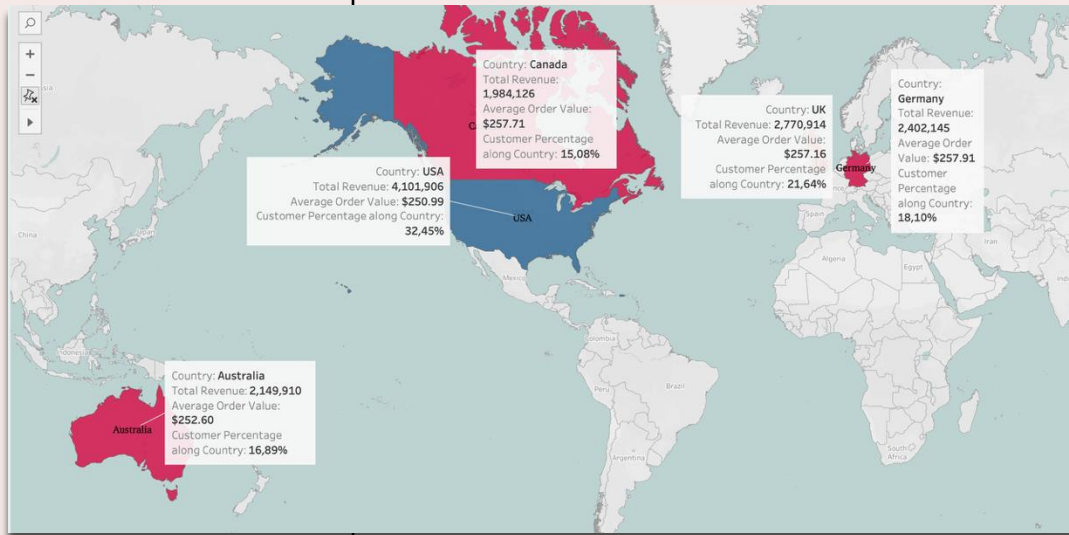 Country: Canada
Total Revenue:
1,984,126
Average Order Value:
$257.71
Customer Percentage
along Country: 15,08%
Country: UK
Total Revenue: 2,770,914
Average Order Value:
$257.16
Customer Percentage
along Country: 21,64%
Country:
Germany
Total Revenue:
2,402,145
Average Order
Value: $257.91
Customer
Percentage
along Country:
18,10%
Germany
Country: USA
Total Revenue: 4,101,906
Average Order Value: $250.99
Customer Percentage along Country:
32,45%
USA
Spain
China
Japan
Iran
Algeria
Egypt
Mexico
Indonesia
Colombia
Peru
Brazil
Country: Australia
Total Revenue: 2,149,910
Average Order Value:
$252.60
Customer Percentage
along Country: 16,89%
Australia
Argentina
South
Africa